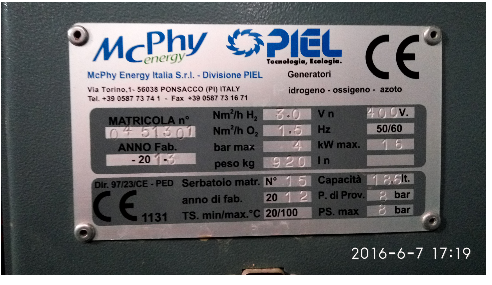 McPhy energy PIEL Tecnologia, Ecologia. CE
McPhy Energy Italia S.r.l. - Divisione PIEL Generatori
Via Torino,1- 56038 PONSACCO (PI) ITALY
Tel. +39 0587 73 74 1 - Fax +39 0587 73 16 71 idrogeno - ossigeno - azoto
MATRICOLA n° Nm³/h H₂ 3.0 Vn 400 V.
Nm³/h O₂ 1.5 Hz 50/60
ANNO Fab. bar max 4 kW max. 16
- 2013 peso kg 920 In
Dir. 97/23/CE - PED Serbatoio matr. N° 15 Capacità 185 lt.
CE 1131 anno di fab. 2012 P. di Prov. bar
TS. min/max.°C 20/100 PS. max 8 bar
2016-6-7 17:19